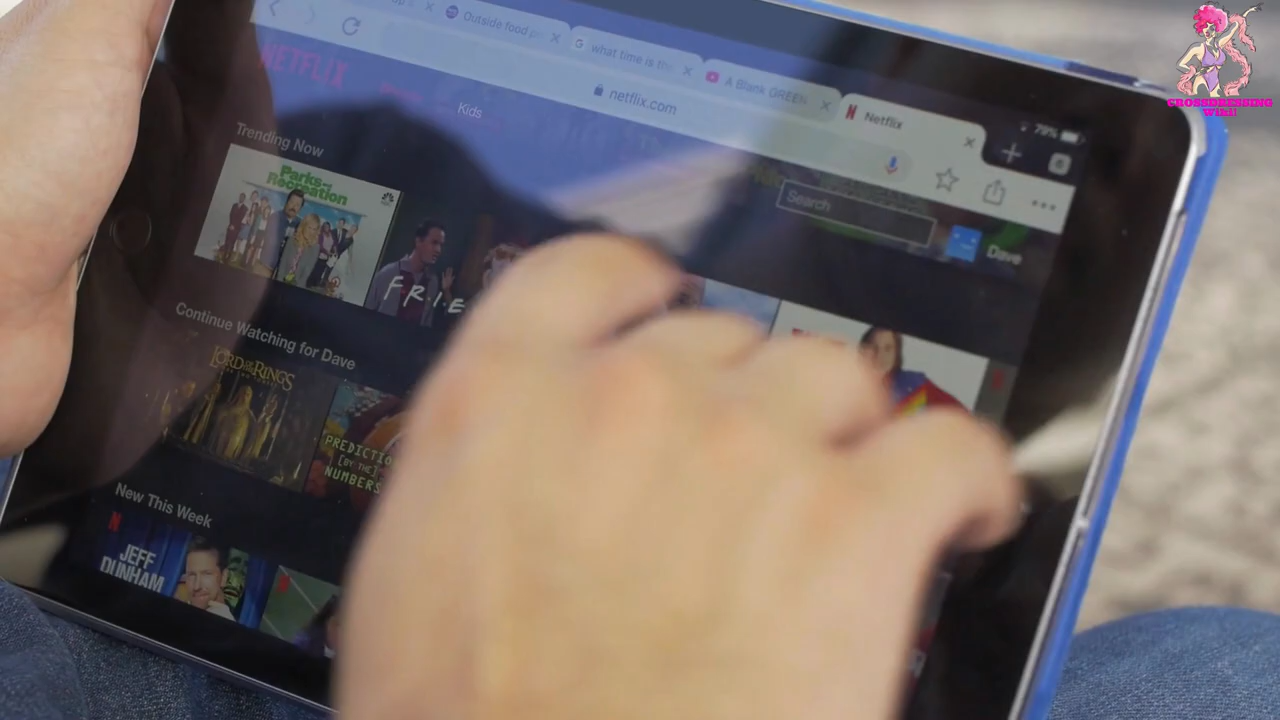 Outside food p
what time is th
A Blank GREEN
Netflix
79%
netflix.com
NETFLIX
Kids
Search
Dave
Trending Now
Parks and
Recreation
FRIE
Continue Watching for Dave
LORD OF THE RINGS
PREDICTIO
[BY THE]
NUMBERS
New This Week
JEFF
DUNHAM
CROSSDRESSING
Wiki!